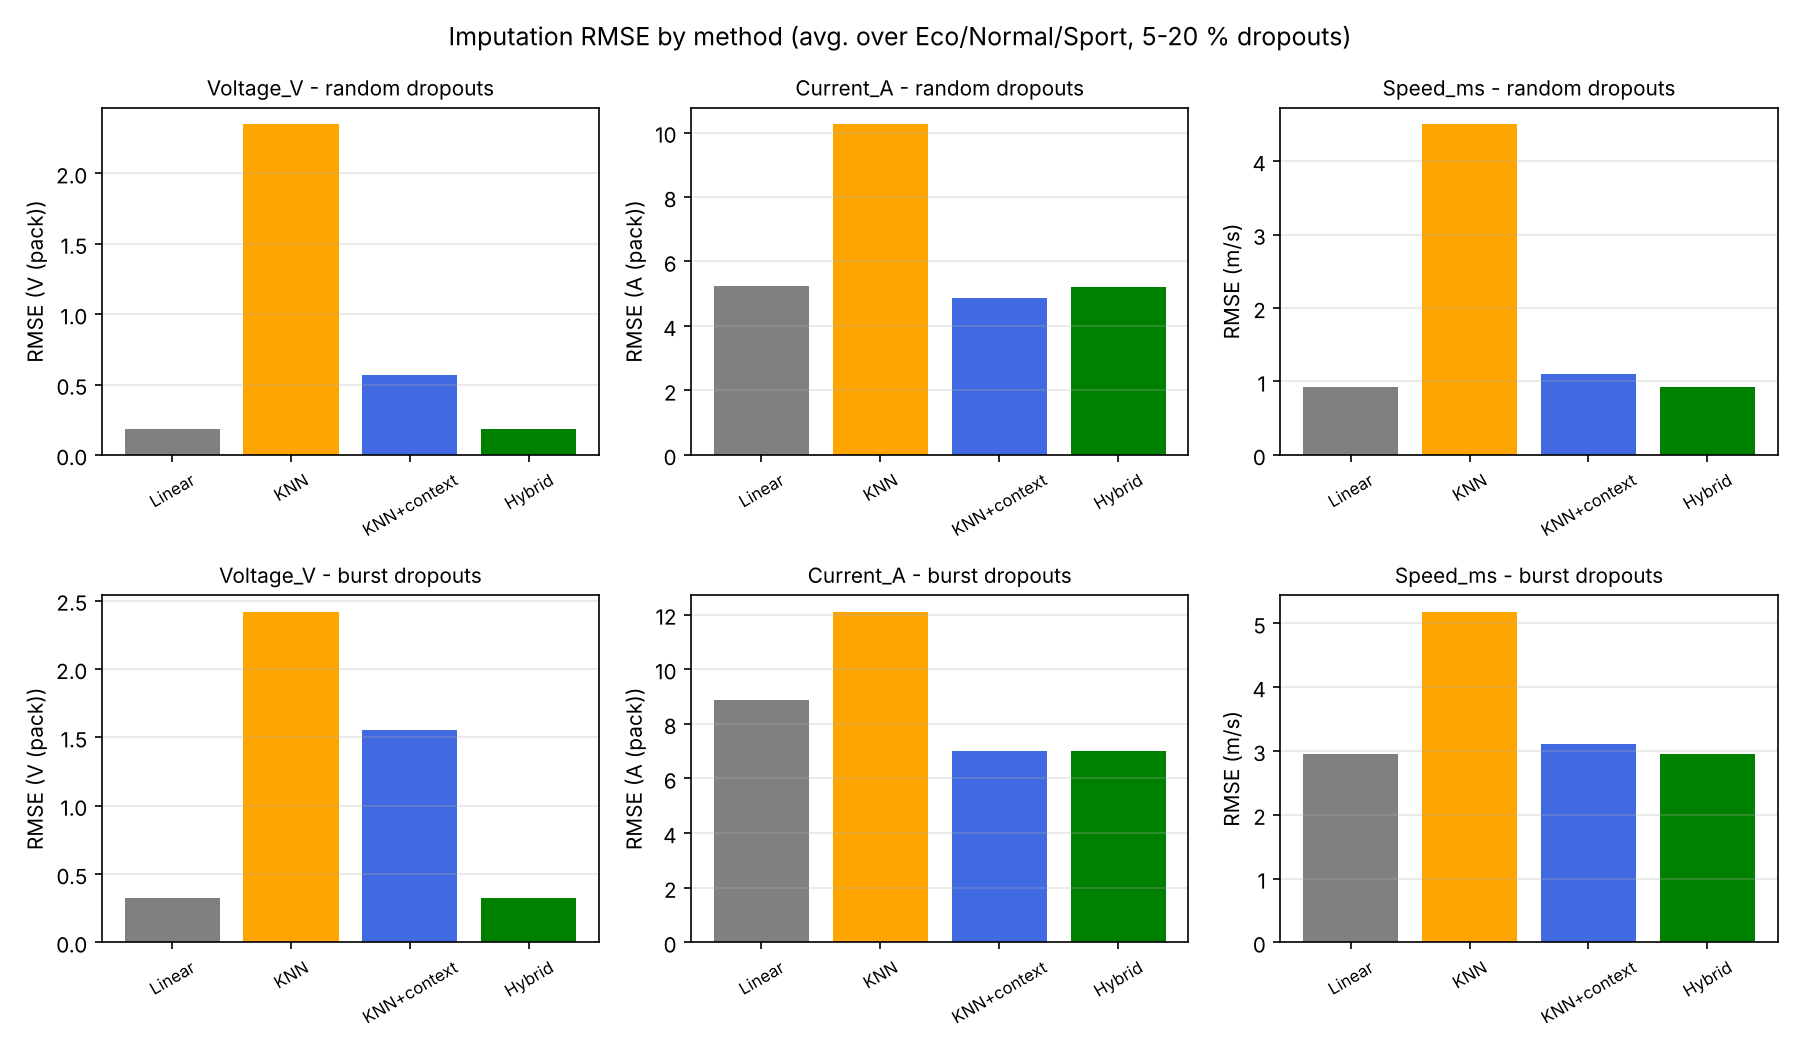 Imputation RMSE by method (avg. over Eco/Normal/Sport, 5-20 % dropouts)
Voltage_V - random dropouts
RMSE (V (pack))
2.0
1.5
1.0
0.5
0.0
Linear
KNN
KNN+context
Hybrid
Current_A - random dropouts
RMSE (A (pack))
10
8
6
4
2
0
Linear
KNN
KNN+context
Hybrid
Speed_ms - random dropouts
RMSE (m/s)
4
3
2
1
0
Linear
KNN
KNN+context
Hybrid
Voltage_V - burst dropouts
RMSE (V (pack))
2.5
2.0
1.5
1.0
0.5
0.0
Linear
KNN
KNN+context
Hybrid
Current_A - burst dropouts
RMSE (A (pack))
12
10
8
6
4
2
0
Linear
KNN
KNN+context
Hybrid
Speed_ms - burst dropouts
RMSE (m/s)
5
4
3
2
1
0
Linear
KNN
KNN+context
Hybrid